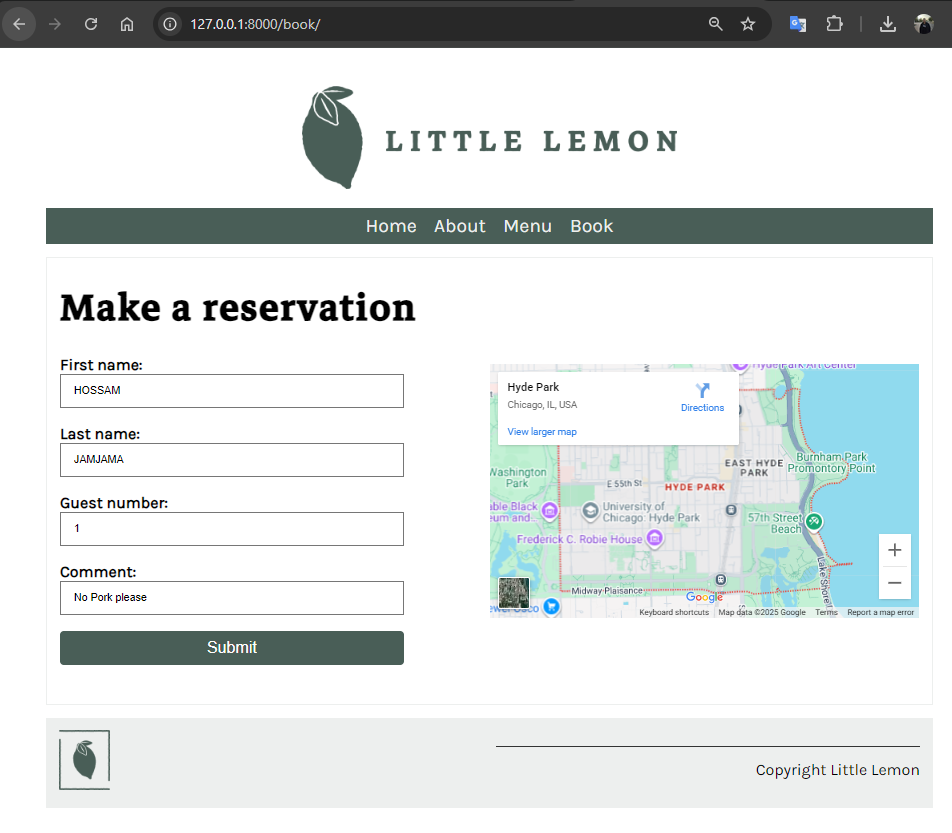 127.0.0.1:8000/book/
LITTLE LEMON
Home About Menu Book
Make a reservation
First name:
HOSSAM
Last name:
JAMJAMA
Guest number:
1
Comment:
No Pork please
Submit
Hyde Park Art Center
Hyde Park
Chicago, IL, USA
Directions
View larger map
Washington
Park
EAST HYDE
PARK
Burnham Park
Promontory Point
E 55th St
HYDE PARK
able Black
eum and...
University of
Chicago: Hyde Park
57th Street
Beach
Frederick C. Robie House
Lake Shore
Midway Plaisance
Google
Keyboard shortcuts
Map data ©2025 Google
Terms
Report a map error
Copyright Little Lemon